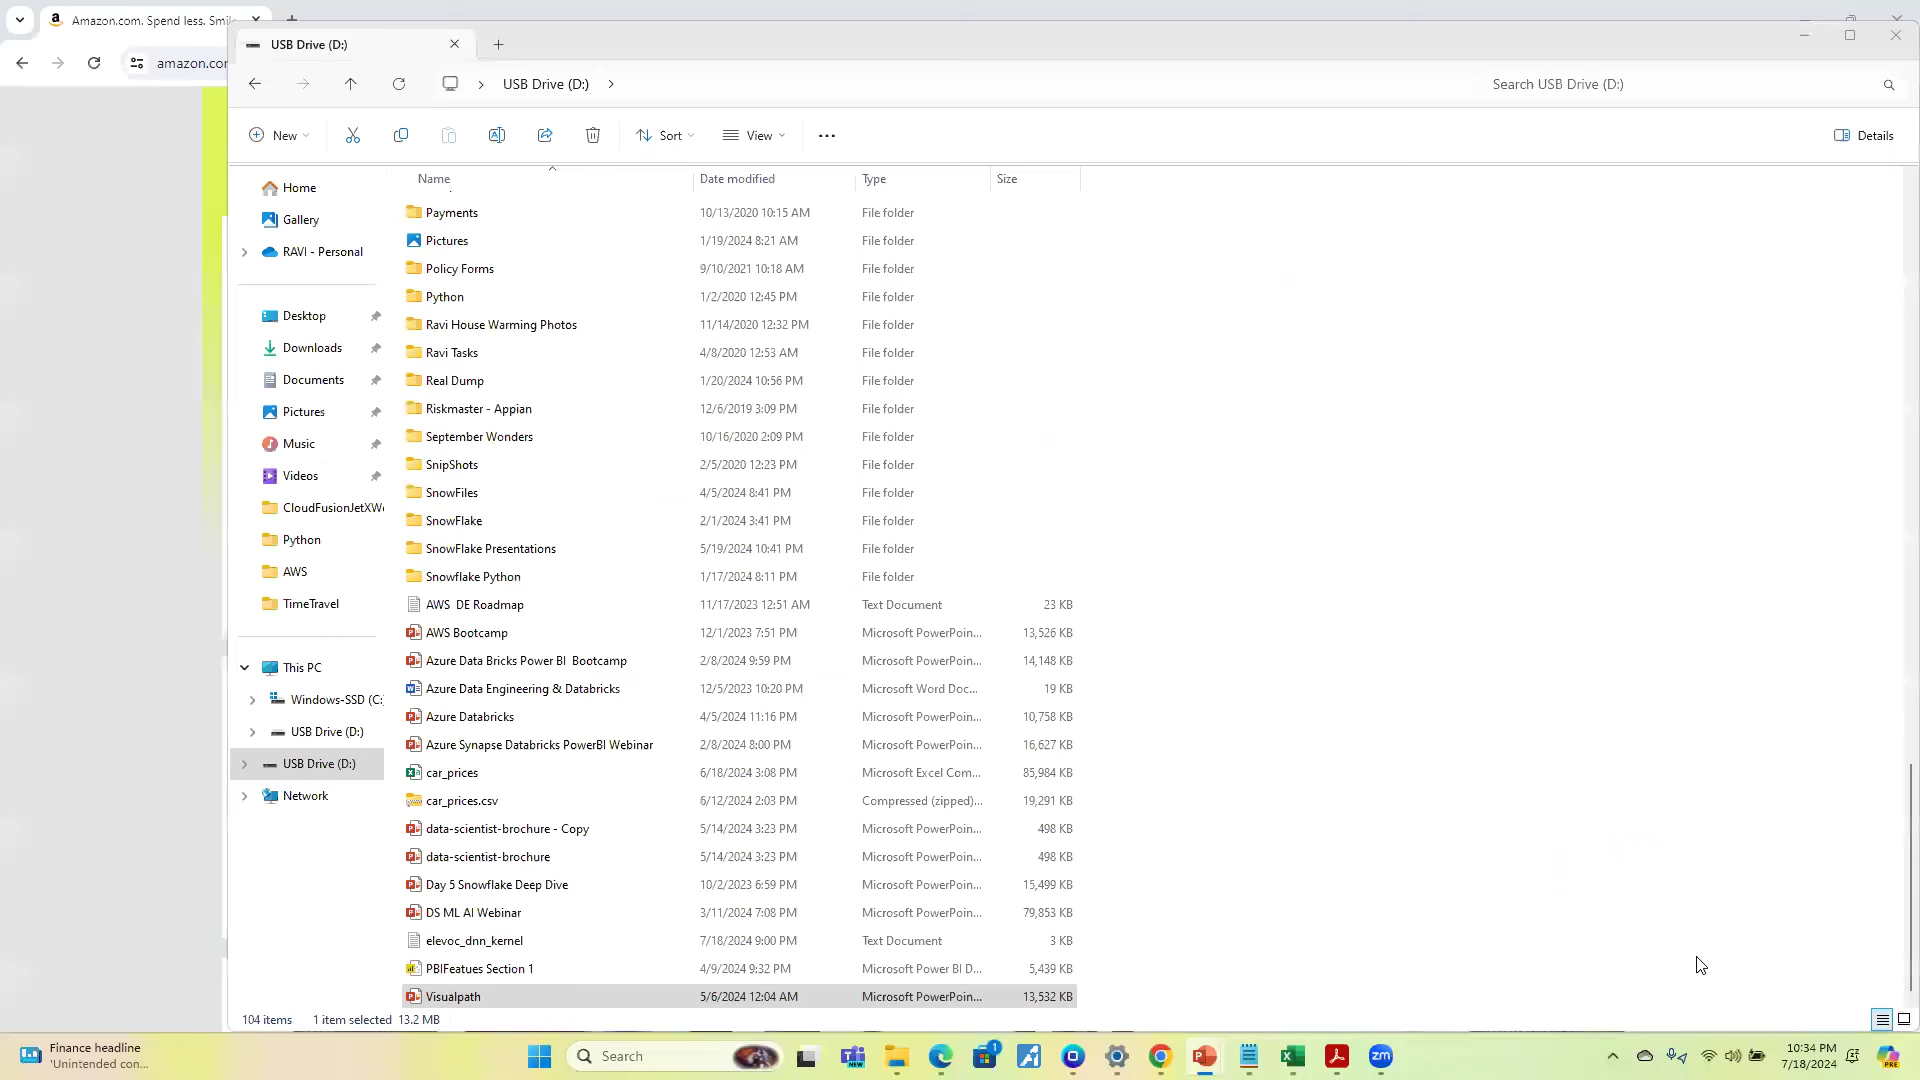 Amazon.com. Spend less. Smil
amazon.com
USB Drive (D:)
USB Drive (D:)
Search USB Drive (D:)
New
Sort
View
Details
Name Date modified Type Size
Home
Gallery
RAVI - Personal
Desktop
Downloads
Documents
Pictures
Music
Videos
CloudFusionJetXWe
Python
AWS
TimeTravel
This PC
Windows-SSD (C:
USB Drive (D:)
USB Drive (D:)
Network
Payments 10/13/2020 10:15 AM File folder
Pictures 1/19/2024 8:21 AM File folder
Policy Forms 9/10/2021 10:18 AM File folder
Python 1/2/2020 12:45 PM File folder
Ravi House Warming Photos 11/14/2020 12:32 PM File folder
Ravi Tasks 4/8/2020 12:53 AM File folder
Real Dump 1/20/2024 10:56 PM File folder
Riskmaster - Appian 12/6/2019 3:09 PM File folder
September Wonders 10/16/2020 2:09 PM File folder
SnipShots 2/5/2020 12:23 PM File folder
SnowFiles 4/5/2024 8:41 PM File folder
SnowFlake 2/1/2024 3:41 PM File folder
SnowFlake Presentations 5/19/2024 10:41 PM File folder
Snowflake Python 1/17/2024 8:11 PM File folder
AWS  DE Roadmap 11/17/2023 12:51 AM Text Document 23 KB
AWS Bootcamp 12/1/2023 7:51 PM Microsoft PowerPoin... 13,526 KB
Azure Data Bricks Power BI  Bootcamp 2/8/2024 9:59 PM Microsoft PowerPoin... 14,148 KB
Azure Data Engineering & Databricks 12/5/2023 10:20 PM Microsoft Word Doc... 19 KB
Azure Databricks 4/5/2024 11:16 PM Microsoft PowerPoin... 10,758 KB
Azure Synapse Databricks PowerBI Webinar 2/8/2024 8:00 PM Microsoft PowerPoin... 16,627 KB
car_prices 6/18/2024 3:08 PM Microsoft Excel Com... 85,984 KB
car_prices.csv 6/12/2024 2:03 PM Compressed (zipped)... 19,291 KB
data-scientist-brochure - Copy 5/14/2024 3:23 PM Microsoft PowerPoin... 498 KB
data-scientist-brochure 5/14/2024 3:23 PM Microsoft PowerPoin... 498 KB
Day 5 Snowflake Deep Dive 10/2/2023 6:59 PM Microsoft PowerPoin... 15,499 KB
DS ML AI Webinar 3/11/2024 7:08 PM Microsoft PowerPoin... 79,853 KB
elevoc_dnn_kernel 7/18/2024 9:00 PM Text Document 3 KB
PBIFeatues Section 1 4/9/2024 9:32 PM Microsoft Power BI D... 5,439 KB
Visualpath 5/6/2024 12:04 AM Microsoft PowerPoin... 13,532 KB
104 items 1 item selected 13.2 MB
Finance headline
'Unintended con...
Search
NEW
1
zm
10:34 PM
7/18/2024
PRE